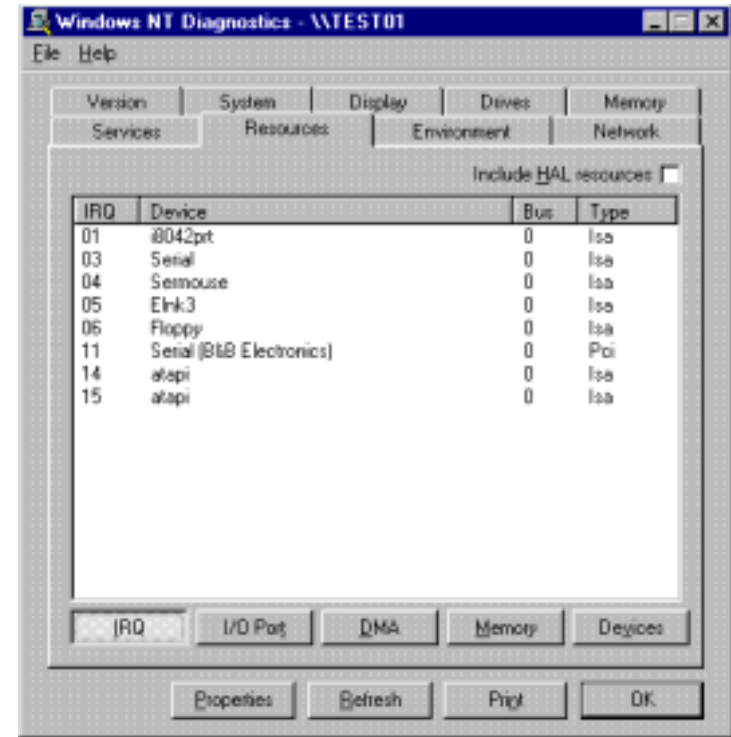 Windows NT Diagnostics - \\TEST01
File Help
Version System Display Drives Memory
Services Resources Environment Network
Include HAL resources
IRQ Device Bus Type
01 i8042prt 0 Isa
03 Serial 0 Isa
04 Sermouse 0 Isa
05 Elnk3 0 Isa
06 Floppy 0 Isa
11 Serial (B&B Electronics) 0 Pci
14 atapi 0 Isa
15 atapi 0 Isa
IRQ I/O Port DMA Memory Devices
Properties Refresh Print OK